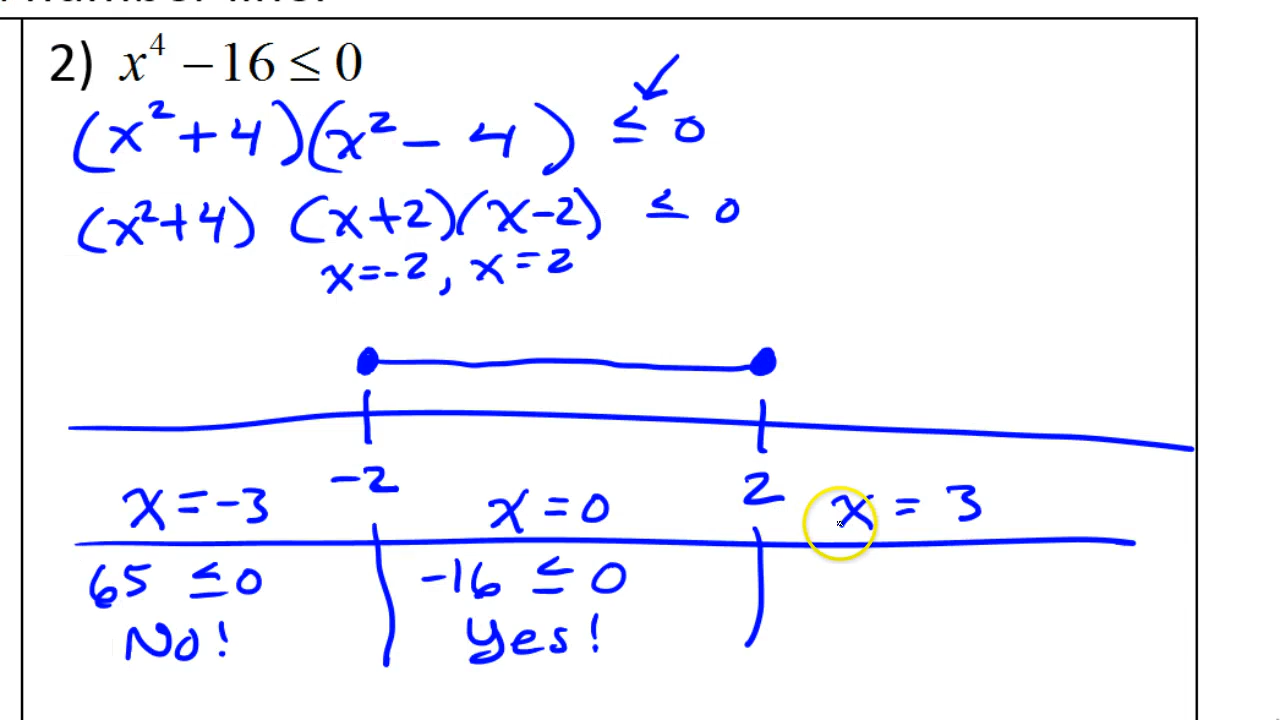 2) x⁴ − 16 ≤ 0
(x²+4)(x²− 4) ≤ 0
(x²+4) (x+2)(x-2) ≤ 0
x=-2, x=2
-2 2
x=-3 x=0 x = 3
65 ≤0 -16 ≤ 0
No! Yes!